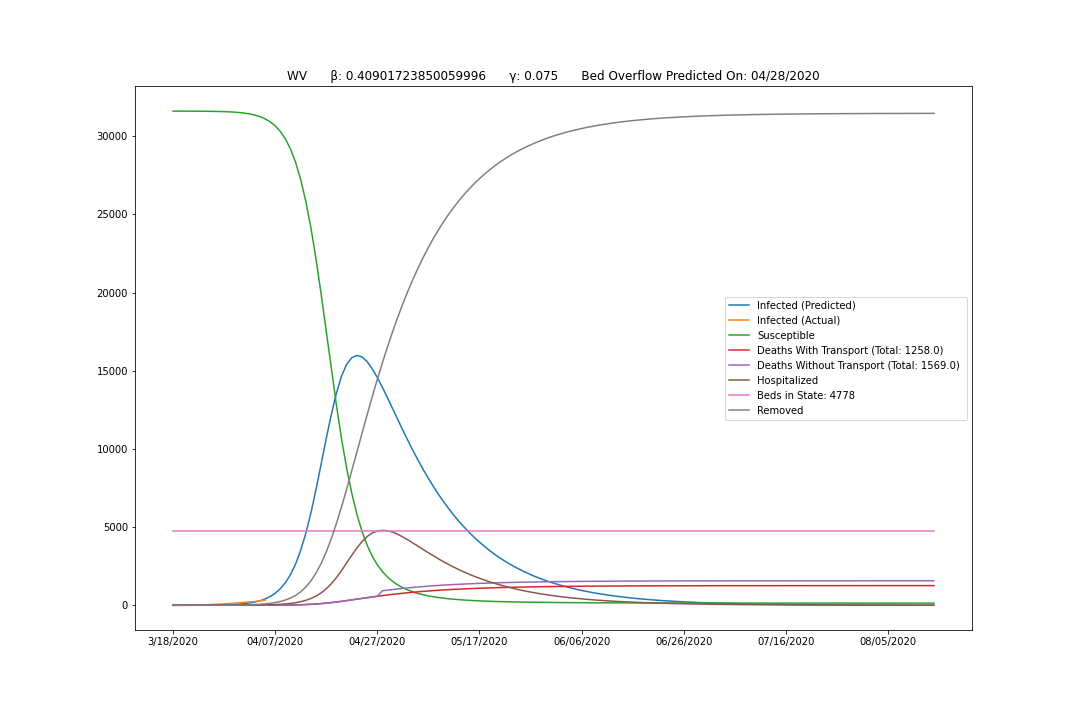 WV β: 0.40901723850059996 γ: 0.075 Bed Overflow Predicted On: 04/28/2020
30000
25000
20000
15000
10000
5000
0
Infected (Predicted)
Infected (Actual)
Susceptible
Deaths With Transport (Total: 1258.0)
Deaths Without Transport (Total: 1569.0)
Hospitalized
Beds in State: 4778
Removed
3/18/2020 04/07/2020 04/27/2020 05/17/2020 06/06/2020 06/26/2020 07/16/2020 08/05/2020